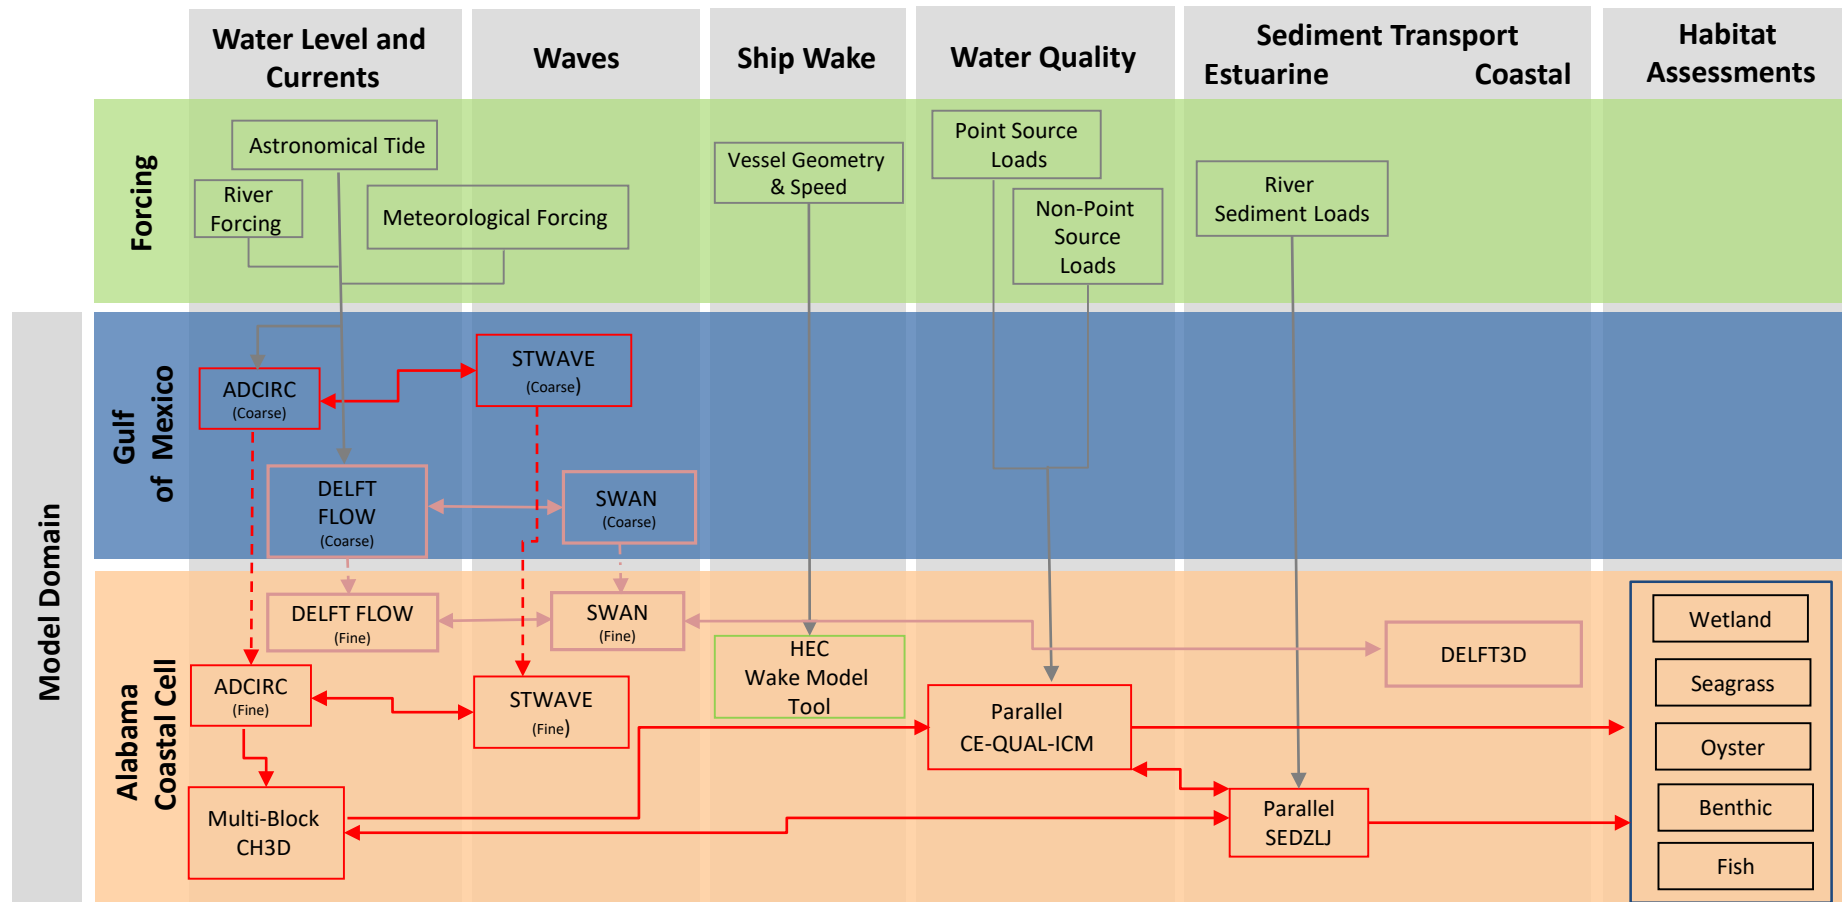 Water Level and
Currents
Waves
Ship Wake
Water Quality
Sediment Transport
Estuarine
Coastal
Habitat
Assessments
Forcing
Astronomical Tide
River
Forcing
Meteorological Forcing
Vessel Geometry
& Speed
Point Source
Loads
Non-Point
Source
Loads
River
Sediment Loads
Model Domain
Gulf
of Mexico
ADCIRC
(Coarse)
STWAVE
(Coarse)
DELFT
FLOW
(Coarse)
SWAN
(Coarse)
Alabama
Coastal Cell
DELFT FLOW
(Fine)
SWAN
(Fine)
ADCIRC
(Fine)
STWAVE
(Fine)
Multi-Block
CH3D
HEC
Wake Model
Tool
Parallel
CE-QUAL-ICM
DELFT3D
Parallel
SEDZLJ
Wetland
Seagrass
Oyster
Benthic
Fish